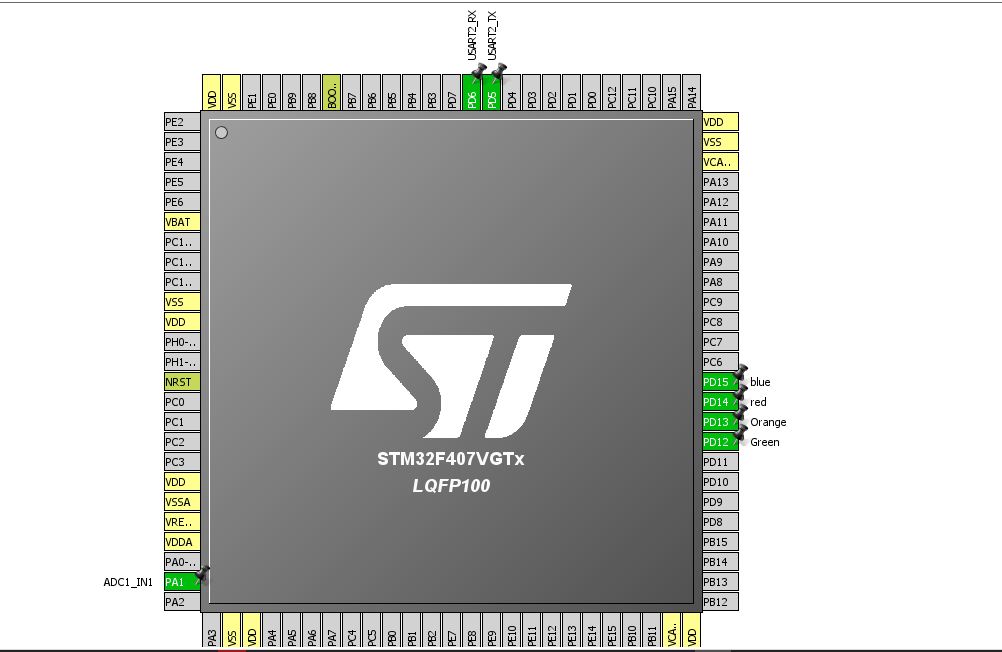 USART2_RX
USART2_TX
VDD
VSS
PE1
PE0
PB9
PB8
BOO..
PB7
PB6
PB5
PB4
PB3
PD7
PD6
PD5
PD4
PD3
PD2
PD1
PD0
PC12
PC11
PC10
PA15
PA14
PE2
PE3
PE4
PE5
PE6
VBAT
PC1..
PC1..
PC1..
VSS
VDD
PH0-..
PH1-..
NRST
PC0
PC1
PC2
PC3
VDD
VSSA
VRE..
VDDA
PA0-..
ADC1_IN1 PA1
PA2
ST
STM32F407VGTx
LQFP100
VDD
VSS
VCA..
PA13
PA12
PA11
PA10
PA9
PA8
PC9
PC8
PC7
PC6
PD15 blue
PD14 red
PD13 Orange
PD12 Green
PD11
PD10
PD9
PD8
PB15
PB14
PB13
PB12
PA3
VSS
VDD
PA4
PA5
PA6
PA7
PC4
PC5
PB0
PB1
PB2
PE7
PE8
PE9
PE10
PE11
PE12
PE13
PE14
PE15
PB10
PB11
VCA..
VDD